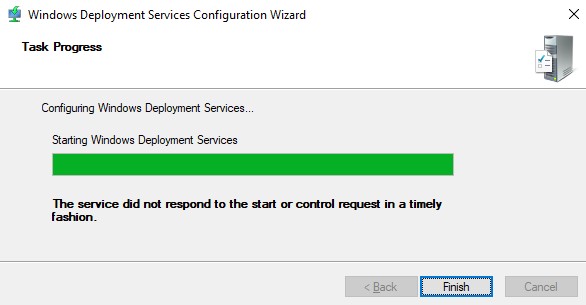 Windows Deployment Services Configuration Wizard
Task Progress
Configuring Windows Deployment Services...
Starting Windows Deployment Services
The service did not respond to the start or control request in a timely
fashion.
< Back
Finish
Cancel